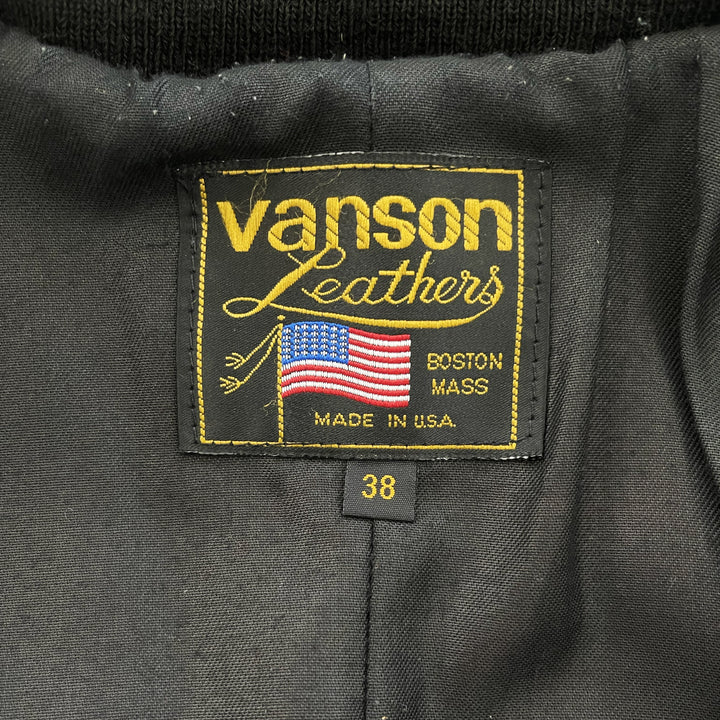 vanson
Leathers
BOSTON
MASS
MADE IN U.S.A.
38